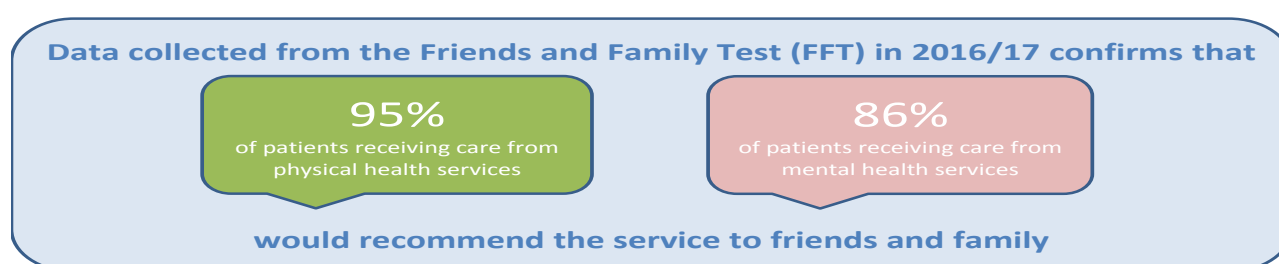 Data collected from the Friends and Family Test (FFT) in 2016/17 confirms that
95%
of patients receiving care from
physical health services
86%
of patients receiving care from
mental health services
would recommend the service to friends and family